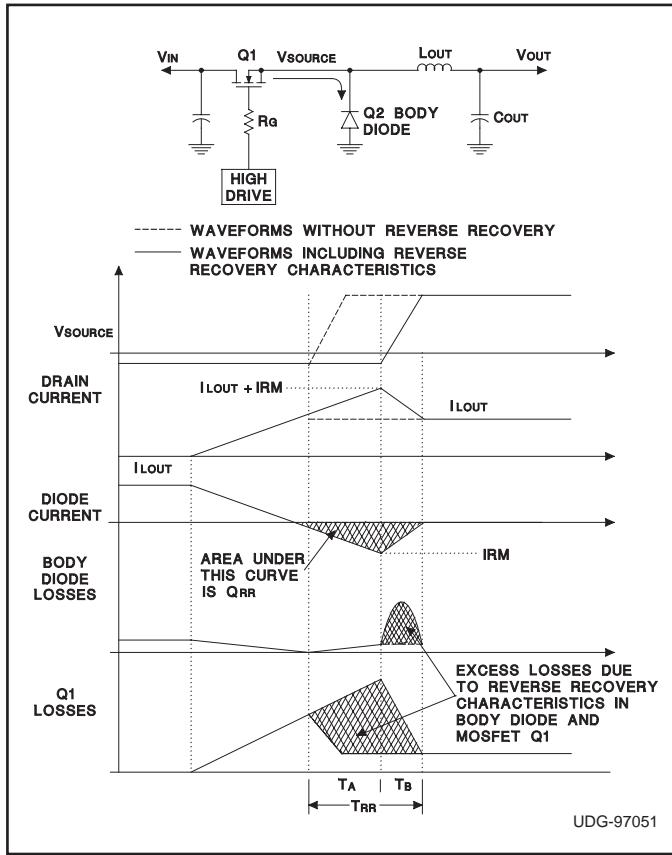 VIN
Q1
VSOURCE
LOUT
VOUT
RG
Q2 BODY
DIODE
COUT
HIGH
DRIVE
WAVEFORMS WITHOUT REVERSE RECOVERY
WAVEFORMS INCLUDING REVERSE
RECOVERY CHARACTERISTICS
VSOURCE
DRAIN
CURRENT
ILOUT + IRM
ILOUT
ILOUT
DIODE
CURRENT
AREA UNDER
THIS CURVE
IS QRR
IRM
BODY
DIODE
LOSSES
Q1
LOSSES
EXCESS LOSSES DUE
TO REVERSE RECOVERY
CHARACTERISTICS IN
BODY DIODE AND
MOSFET Q1
TA
TB
TRR
UDG-97051